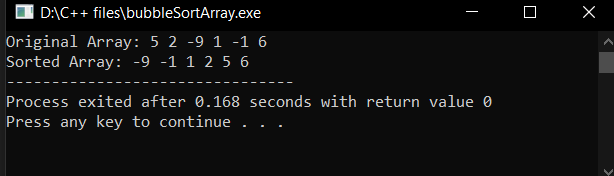 D:\C++ files\bubbleSortArray.exe
Original Array: 5 2 -9 1 -1 6
Sorted Array: -9 -1 1 2 5 6
--------------------------------
Process exited after 0.168 seconds with return value 0
Press any key to continue . . .